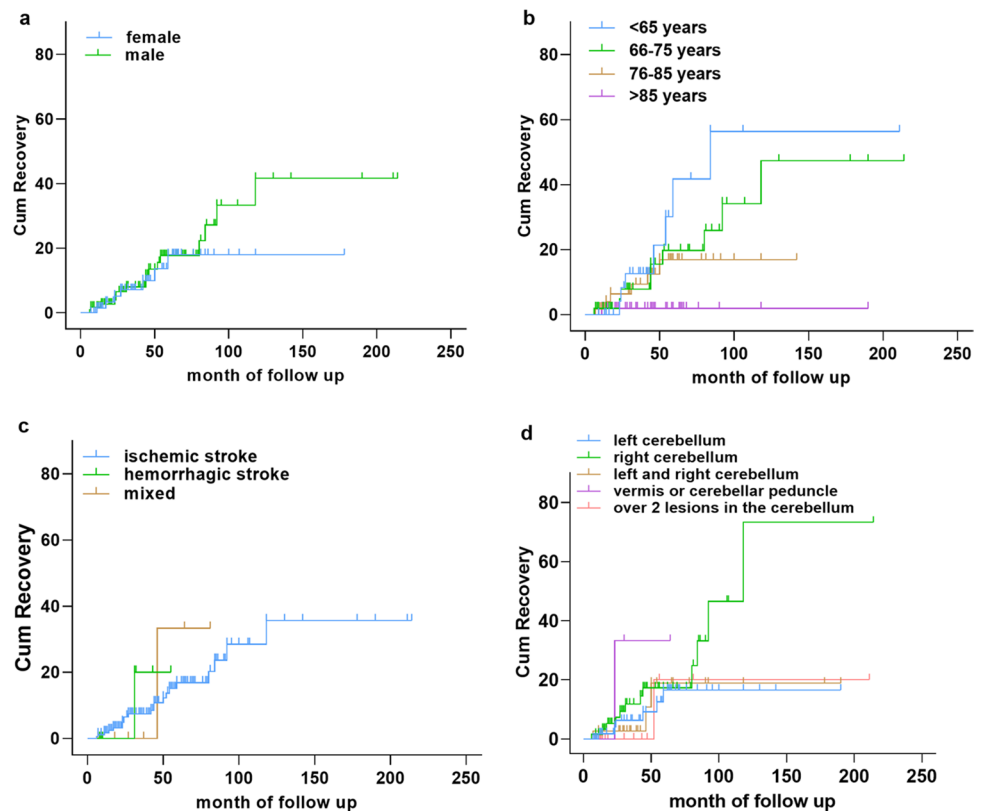 a
female
male
80
60
40
20
0
Cum Recovery
0 50 100 150 200 250
month of follow up
b
<65 years
66-75 years
76-85 years
>85 years
80
60
40
20
0
Cum Recovery
0 50 100 150 200 250
month of follow up
c
ischemic stroke
hemorrhagic stroke
mixed
80
60
40
20
0
Cum Recovery
0 50 100 150 200 250
month of follow up
d
left cerebellum
right cerebellum
left and right cerebellum
vermis or cerebellar peduncle
over 2 lesions in the cerebellum
80
60
40
20
0
Cum Recovery
0 50 100 150 200 250
month of follow up